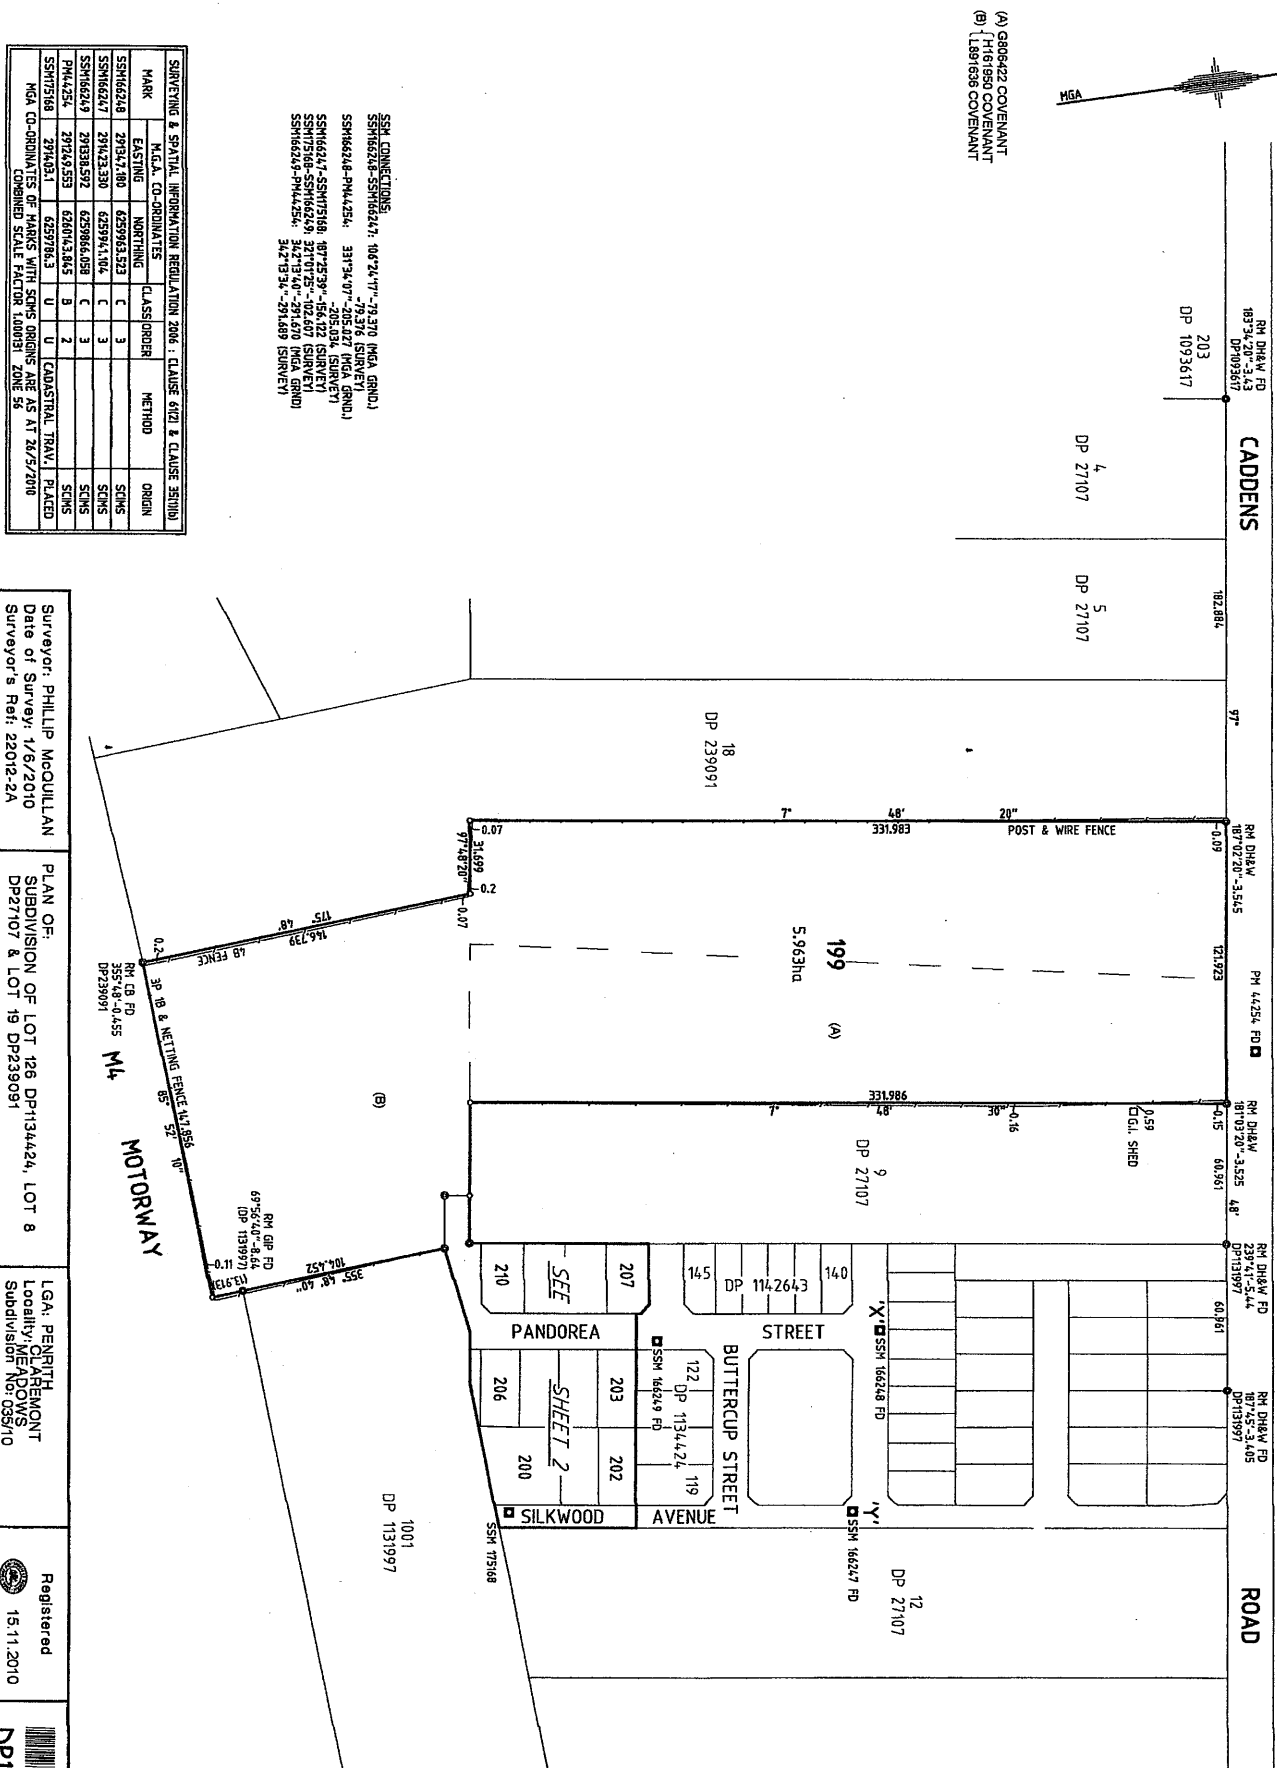 (A) G806422 COVENANT
(B) H161950 COVENANT
L891636 COVENANT
MGA
RM DH&W FD
183°34'20"-3.43
DP1093617
CADDENS
ROAD
203
DP 1093617
4
DP 27107
5
DP 27107
182.884
97°
18
DP 239091
RM DH&W
187°02'20"-3.545
0.09
121.923
PM 44254 FD
RM DH&W
181°03'20"-3.525
0.15
60.961
48'
RM DH&W FD
239°41'-5.44
DP1131997
60.961
RM DH&W FD
187°45'-3.405
DP1131997
7°
48'
20"
331.983
POST & WIRE FENCE
0.07
31.699
97°48'20"
0.2
0.07
175°
48'
146.739
4B FENCE
0.2
199
5.963ha
(A)
(B)
331.986
7°
48'
30"
0.16
0.59
G.I. SHED
9
DP 27107
RM CB FD
355°48'-0.455
DP239091
3P 1B & NETTING FENCE 147.856
85°
52'
10"
M4
MOTORWAY
RM GIP FD
69°56'40"-8.64
(DP 1131997)
0.11
(13.913)
104.452
355° 48' 40"
210
SEE
207
145
DP 1142643
140
PANDOREA
STREET
206
SHEET 2
203
200
202
122
DP 1134424
119
BUTTERCUP STREET
SSM 166249 FD
'X'
SSM 166248 FD
'Y'
SSM 166247 FD
SILKWOOD
AVENUE
SSM 175168
12
DP 27107
1001
DP 1131997
SSM CONNECTIONS:
SSM166248-SSM166247: 106°24'17"-79.370 (MGA GRND.)
-79.376 (SURVEY)
SSM166248-PM44254: 331°34'07"-205.027 (MGA GRND.)
-205.034 (SURVEY)
SSM166247-SSM175168: 187°25'39"-156.122 (SURVEY)
SSM175168-SSM166249: 321°01'25"-102.607 (SURVEY)
SSM166249-PM44254: 342°13'40"-291.670 (MGA GRND)
342°13'34"-291.689 (SURVEY)
SURVEYING & SPATIAL INFORMATION REGULATION 2006 : CLAUSE 61(2) & CLAUSE 35(1)(b)
MARK M.G.A. CO-ORDINATES CLASS ORDER METHOD ORIGIN
EASTING NORTHING
SSM166248 291347.180 6259963.523 C 3 SCIMS
SSM166247 291423.330 6259941.104 C 3 SCIMS
SSM166249 291338.592 6259866.058 C 3 SCIMS
PM44254 291249.553 6260143.845 B 2 SCIMS
SSM175168 291403.1 6259786.3 U U CADASTRAL TRAV. PLACED
MGA CO-ORDINATES OF MARKS WITH SCIMS ORIGINS ARE AS AT 26/5/2010
COMBINED SCALE FACTOR 1.000131 ZONE 56
Surveyor: PHILLIP McQUILLAN
Date of Survey: 1/6/2010
Surveyor's Ref: 22012-2A
PLAN OF:
SUBDIVISION OF LOT 126 DP1134424, LOT 8
DP27107 & LOT 19 DP239091
LGA: PENRITH
Locality: CLAREMONT
MEADOWS
Subdivision No: 035/10
Registered
15.11.2010
DP1